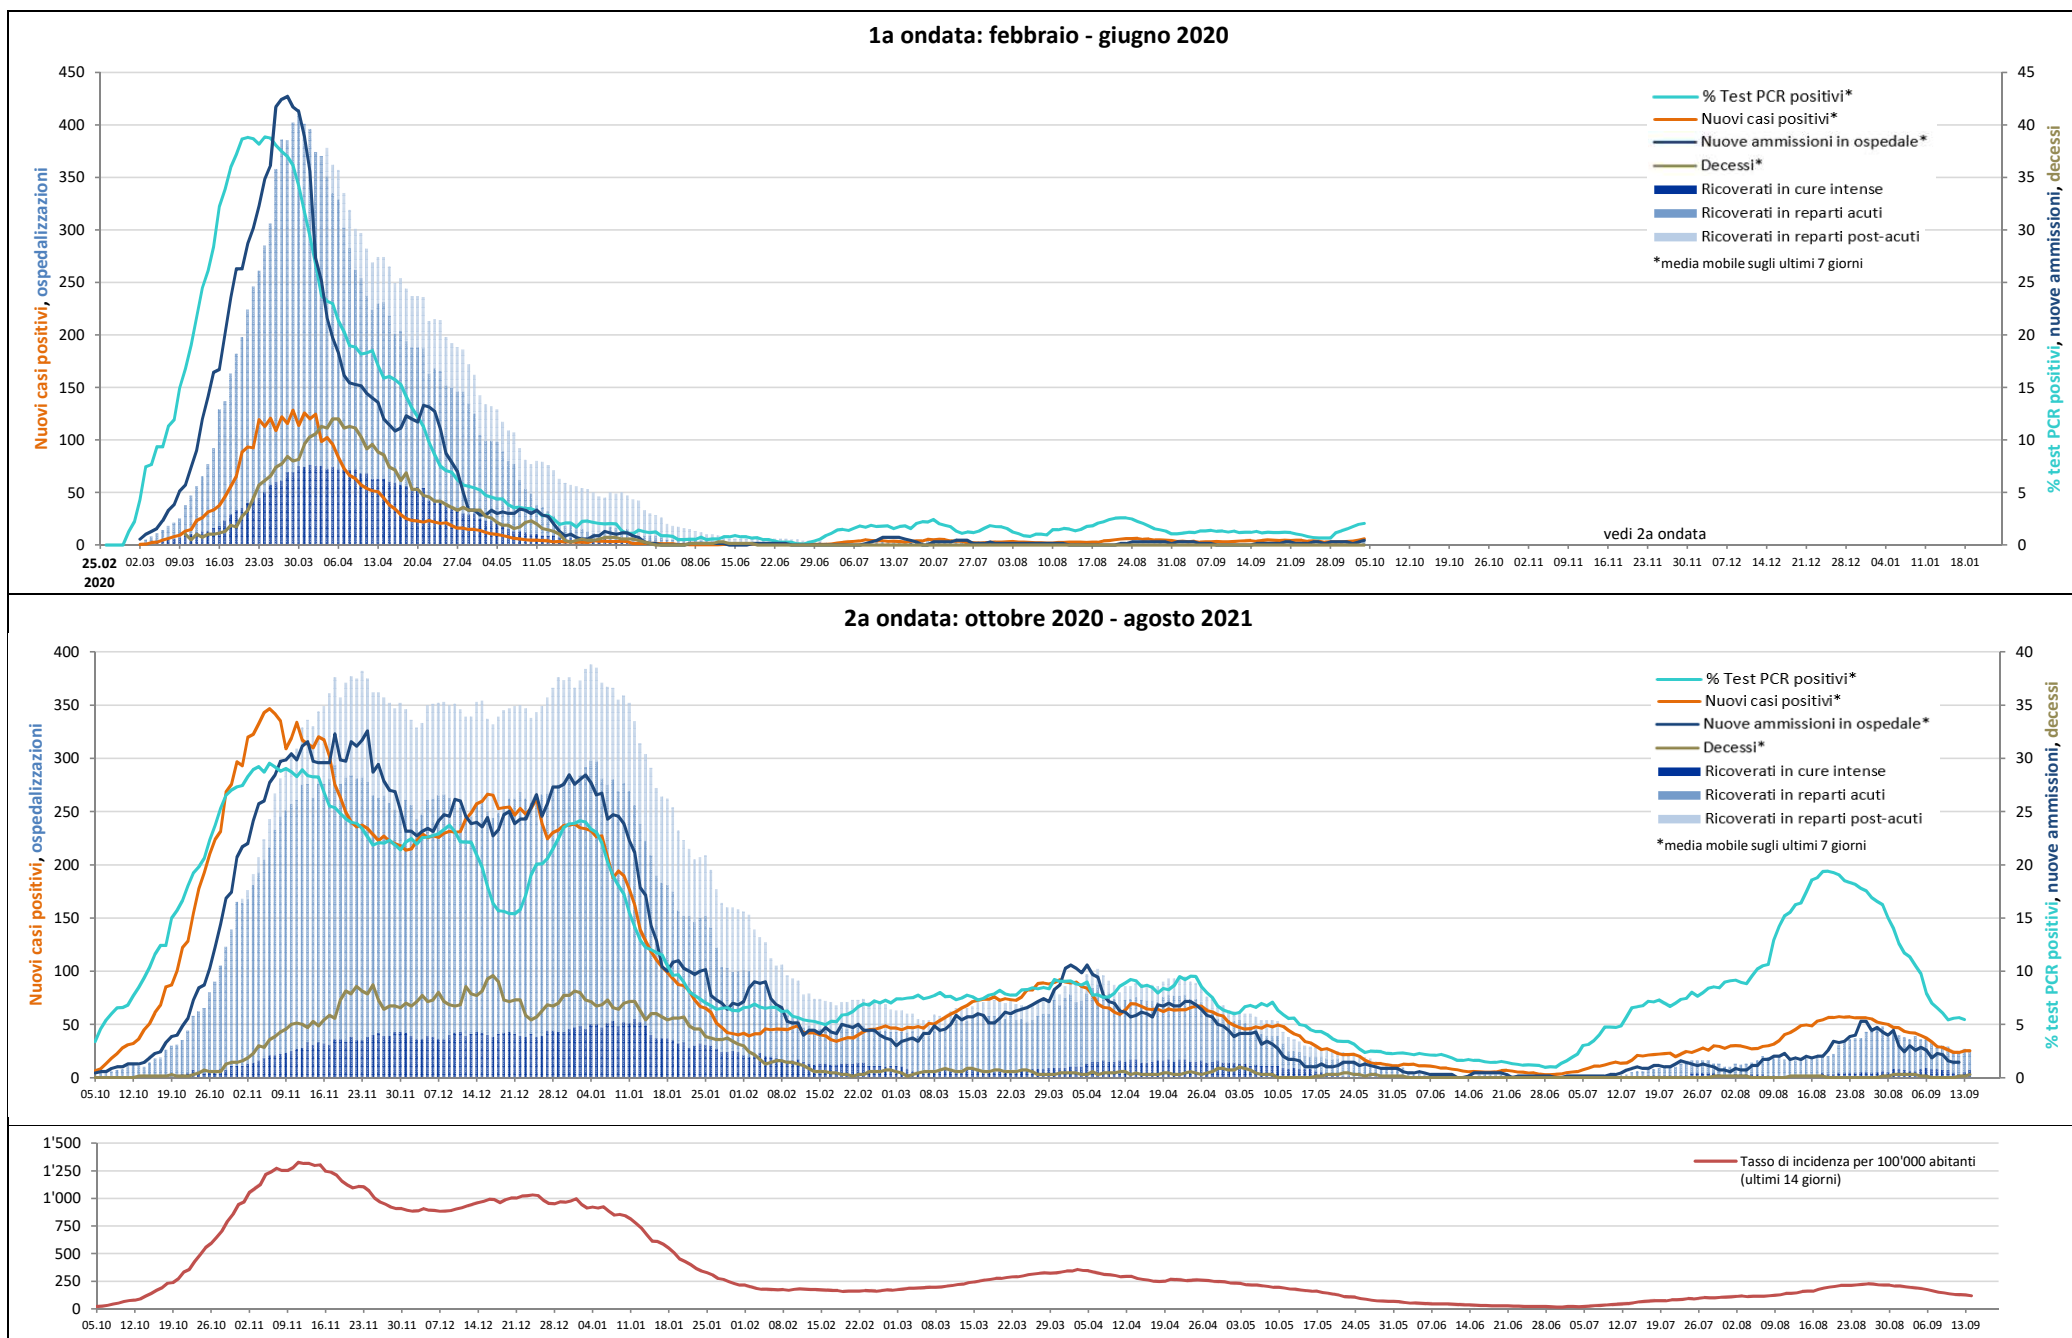 1a ondata: febbraio - giugno 2020
450
400
350
300
250
200
150
100
50
0
45
40
35
30
25
20
15
10
5
0
Nuovi casi positivi, ospedalizzazioni
% test PCR positivi, nuove ammissioni, decessi
% Test PCR positivi*
Nuovi casi positivi*
Nuove ammissioni in ospedale*
Decessi*
Ricoverati in cure intense
Ricoverati in reparti acuti
Ricoverati in reparti post-acuti
*media mobile sugli ultimi 7 giorni
vedi 2a ondata
25.02 02.03 09.03 16.03 23.03 30.03 06.04 13.04 20.04 27.04 04.05 11.05 18.05 25.05 01.06 08.06 15.06 22.06 29.06 06.07 13.07 20.07 27.07 03.08 10.08 17.08 24.08 31.08 07.09 14.09 21.09 28.09 05.10 12.10 19.10 26.10 02.11 09.11 16.11 23.11 30.11 07.12 14.12 21.12 28.12 04.01 11.01 18.01
2020
2a ondata: ottobre 2020 - agosto 2021
400
350
300
250
200
150
100
50
0
40
35
30
25
20
15
10
5
0
Nuovi casi positivi, ospedalizzazioni
% test PCR positivi, nuove ammissioni, decessi
% Test PCR positivi*
Nuovi casi positivi*
Nuove ammissioni in ospedale*
Decessi*
Ricoverati in cure intense
Ricoverati in reparti acuti
Ricoverati in reparti post-acuti
*media mobile sugli ultimi 7 giorni
05.10 12.10 19.10 26.10 02.11 09.11 16.11 23.11 30.11 07.12 14.12 21.12 28.12 04.01 11.01 18.01 25.01 01.02 08.02 15.02 22.02 01.03 08.03 15.03 22.03 29.03 05.04 12.04 19.04 26.04 03.05 10.05 17.05 24.05 31.05 07.06 14.06 21.06 28.06 05.07 12.07 19.07 26.07 02.08 09.08 16.08 23.08 30.08 06.09 13.09
1'500
1'250
1'000
750
500
250
0
Tasso di incidenza per 100'000 abitanti
(ultimi 14 giorni)
05.10 12.10 19.10 26.10 02.11 09.11 16.11 23.11 30.11 07.12 14.12 21.12 28.12 04.01 11.01 18.01 25.01 01.02 08.02 15.02 22.02 01.03 08.03 15.03 22.03 29.03 05.04 12.04 19.04 26.04 03.05 10.05 17.05 24.05 31.05 07.06 14.06 21.06 28.06 05.07 12.07 19.07 26.07 02.08 09.08 16.08 23.08 30.08 06.09 13.09